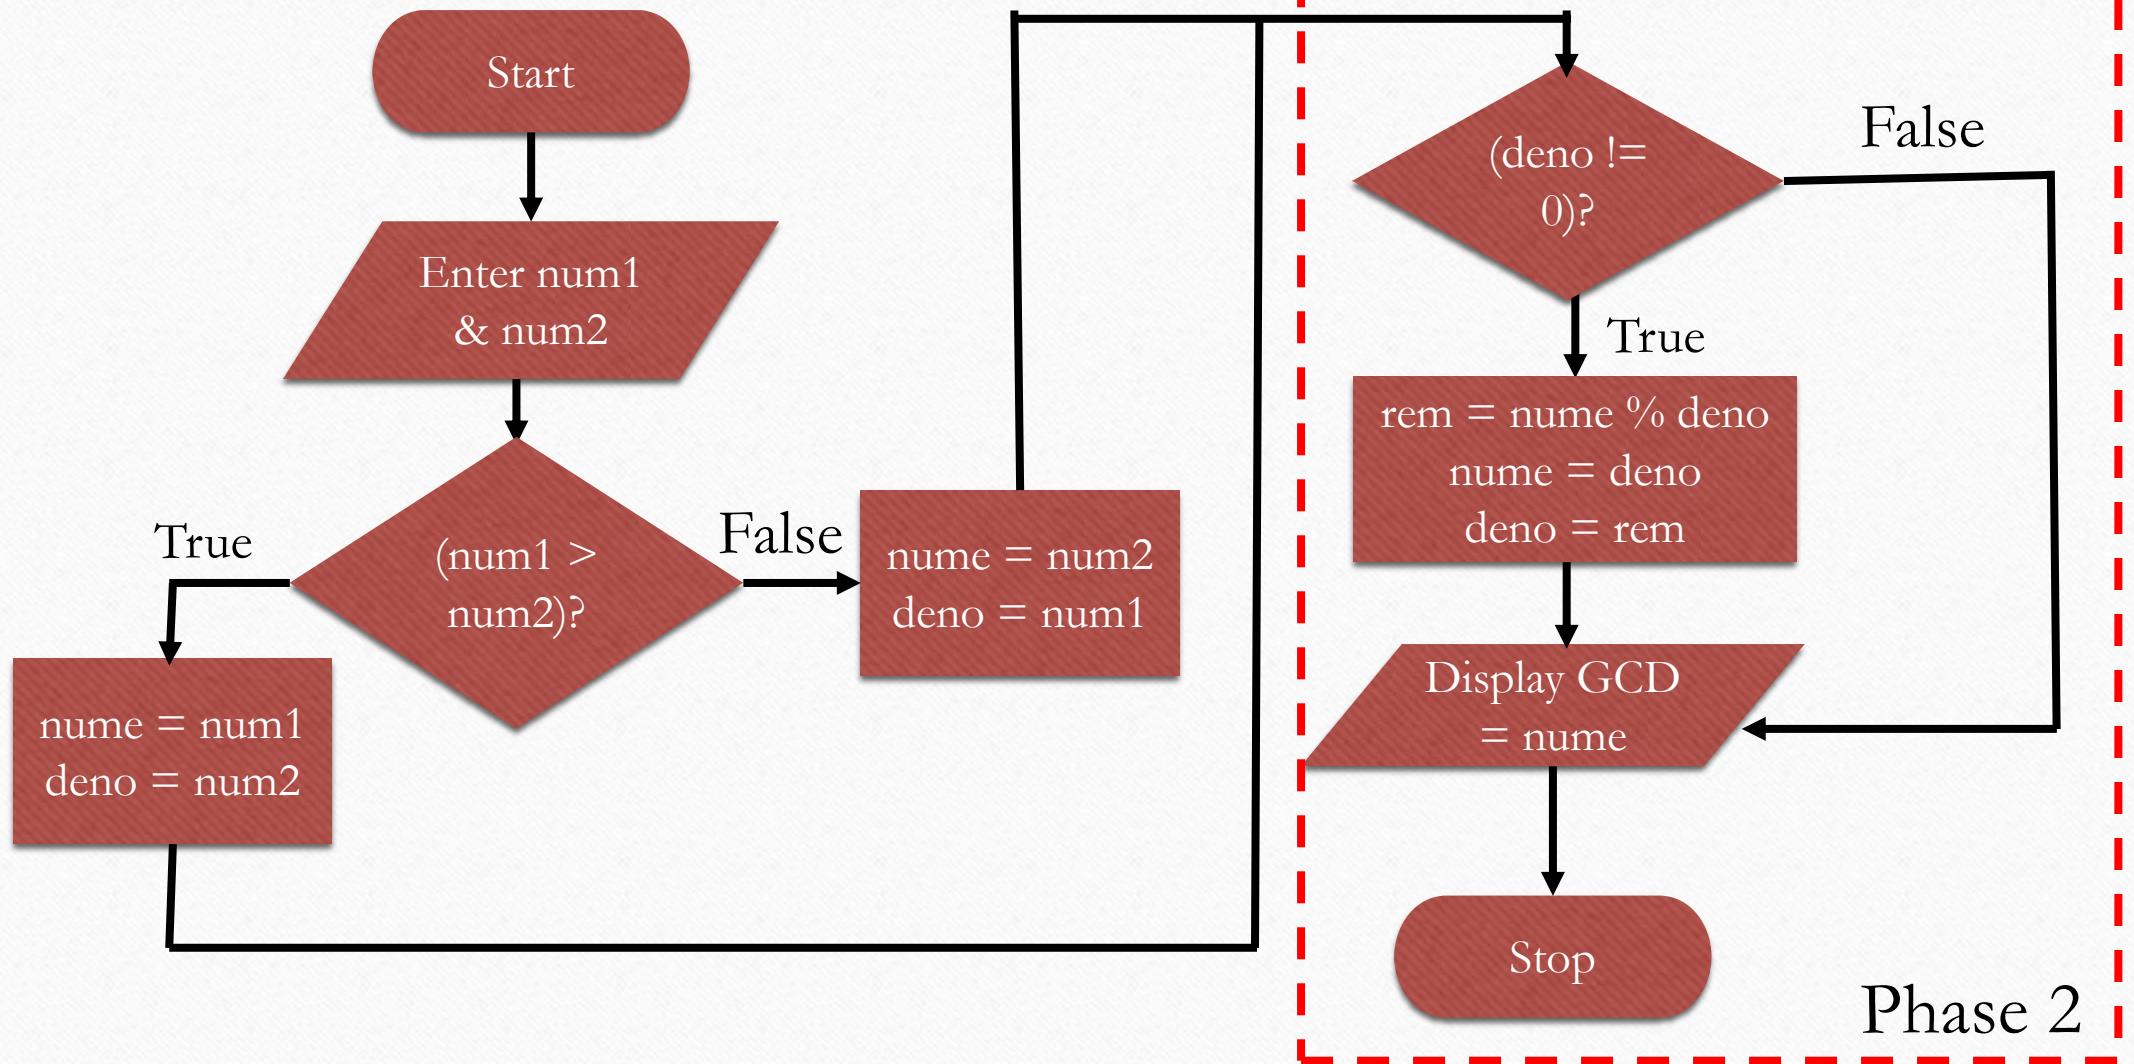 Start
Enter num1
& num2
(num1 >
num2)?
True
False
nume = num1
deno = num2
nume = num2
deno = num1
(deno !=
0)?
False
True
rem = nume % deno
nume = deno
deno = rem
Display GCD
= nume
Stop
Phase 2